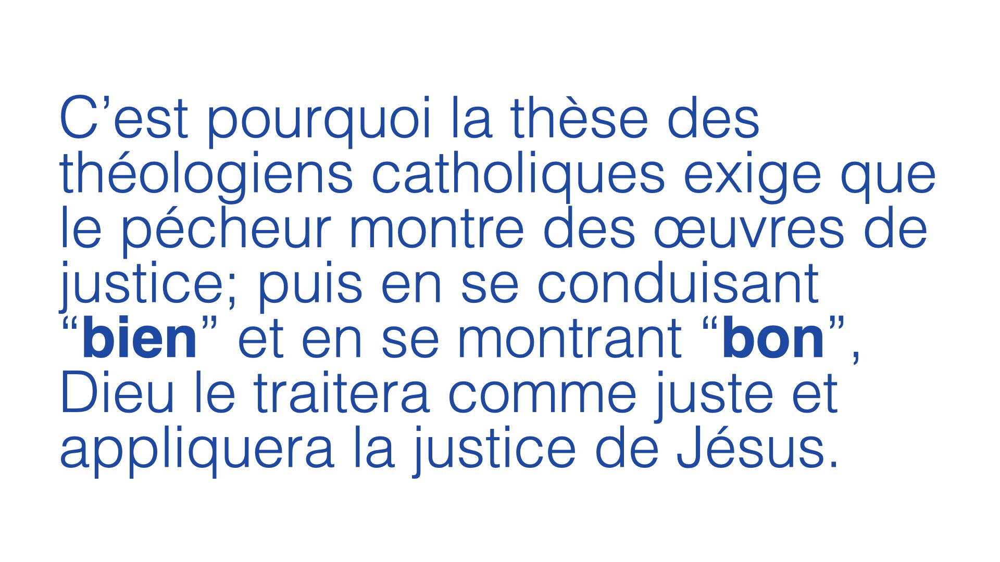 C’est pourquoi la thèse des
théologiens catholiques exige que
le pécheur montre des œuvres de
justice; puis en se conduisant
“bien” et en se montrant “bon”,
Dieu le traitera comme juste et
appliquera la justice de Jésus.